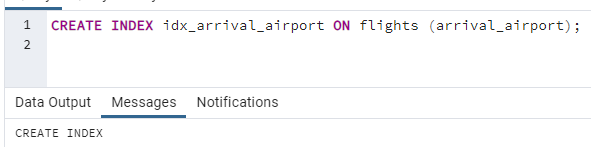 1 CREATE INDEX idx_arrival_airport ON flights (arrival_airport);
2
Data Output Messages Notifications
CREATE INDEX